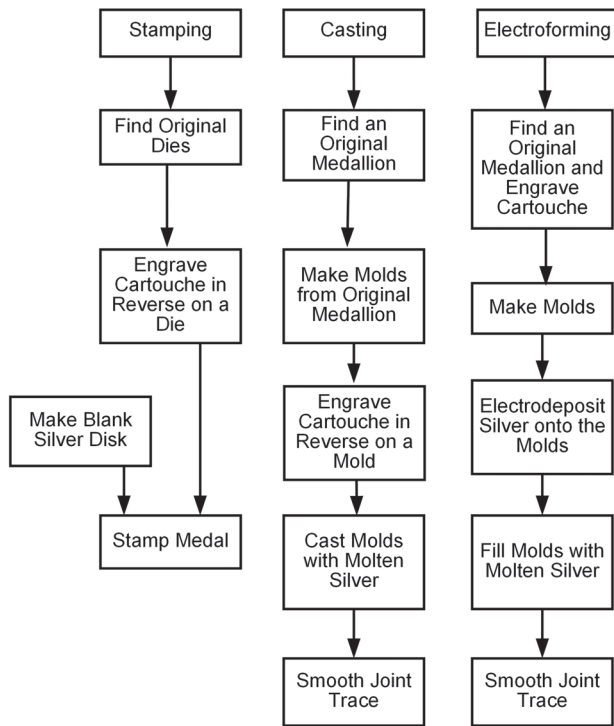 Stamping
Find Original
Dies
Engrave
Cartouche in
Reverse on a
Die
Make Blank
Silver Disk
Stamp Medal
Casting
Find an
Original
Medallion
Make Molds
from Original
Medallion
Engrave
Cartouche in
Reverse on a
Mold
Cast Molds
with Molten
Silver
Smooth Joint
Trace
Electroforming
Find an
Original
Medallion and
Engrave
Cartouche
Make Molds
Electrodeposit
Silver onto the
Molds
Fill Molds with
Molten Silver
Smooth Joint
Trace